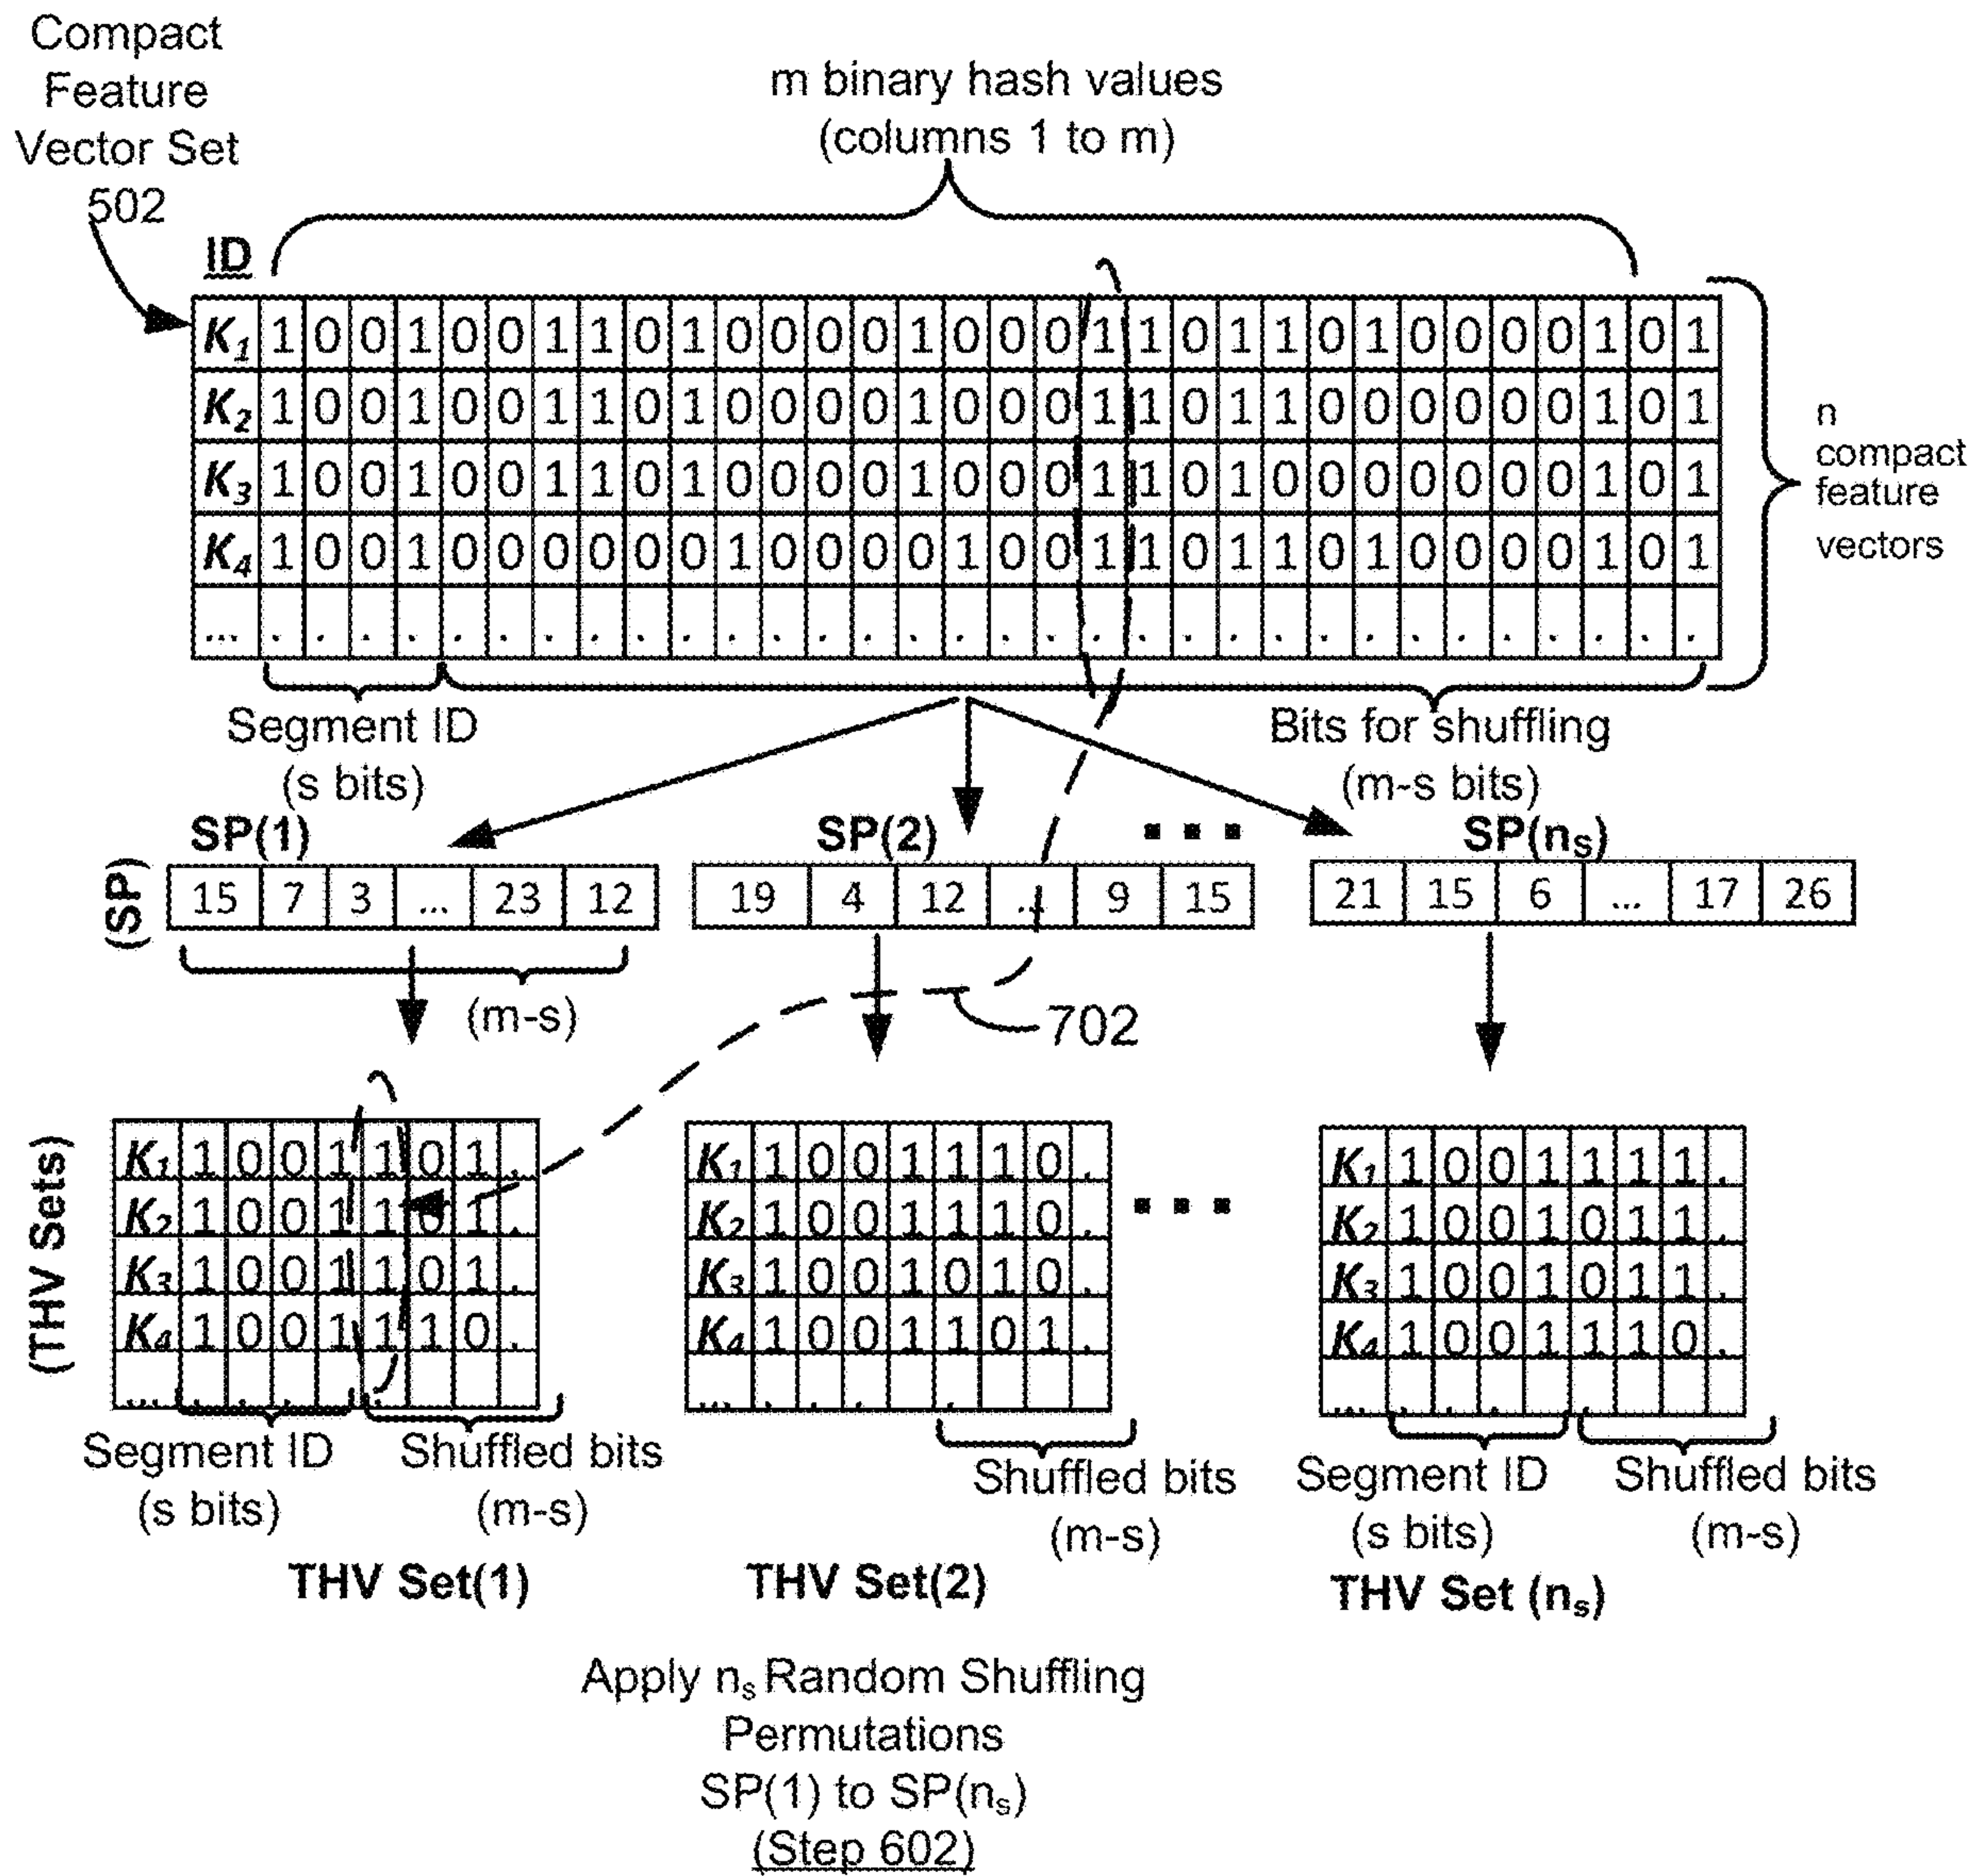 Compact
Feature
Vector Set
502
m binary hash values
(columns 1 to m)
ID
K1 1 0 0 1 0 0 1 1 0 1 0 0 0 0 1 0 0 0 1 1 0 1 1 0 1 0 0 0 0 1 0 1
K2 1 0 0 1 0 0 1 1 0 1 0 0 0 0 1 0 0 0 1 1 0 1 1 0 0 0 0 0 0 1 0 1
K3 1 0 0 1 0 0 1 1 0 1 0 0 0 0 1 0 0 0 1 1 0 1 0 0 0 0 0 0 0 1 0 1
K4 1 0 0 1 0 0 0 0 0 0 1 0 0 0 0 1 0 0 1 1 0 1 1 0 1 0 0 0 0 1 0 1
... . . . . . . . . . . . . . . . . . . . . . . . . . . . . . . . .
n
compact
feature
vectors
Segment ID
(s bits)
Bits for shuffling
(m-s bits)
SP(1) SP(2) ... SP(ns)
(SP)
15 7 3 ... 23 12
19 4 12 ... 9 15
21 15 6 ... 17 26
(m-s)
702
(THV Sets)
K1 1 0 0 1 1 0 1 .
K2 1 0 0 1 1 0 1 .
K3 1 0 0 1 1 0 1 .
K4 1 0 0 1 1 1 0 .
... . . . . .
K1 1 0 0 1 1 1 0 .
K2 1 0 0 1 1 1 0 .
K3 1 0 0 1 0 1 0 .
K4 1 0 0 1 1 0 1 .
... . . . . .
...
K1 1 0 0 1 1 1 1 .
K2 1 0 0 1 0 1 1 .
K3 1 0 0 1 0 1 1 .
K4 1 0 0 1 1 1 0 .
... . . . . .
Segment ID
(s bits)
Shuffled bits
(m-s)
THV Set(1)
Shuffled bits
(m-s)
THV Set(2)
Segment ID
(s bits)
Shuffled bits
(m-s)
THV Set (ns)
Apply ns Random Shuffling
Permutations
SP(1) to SP(ns)
(Step 602)